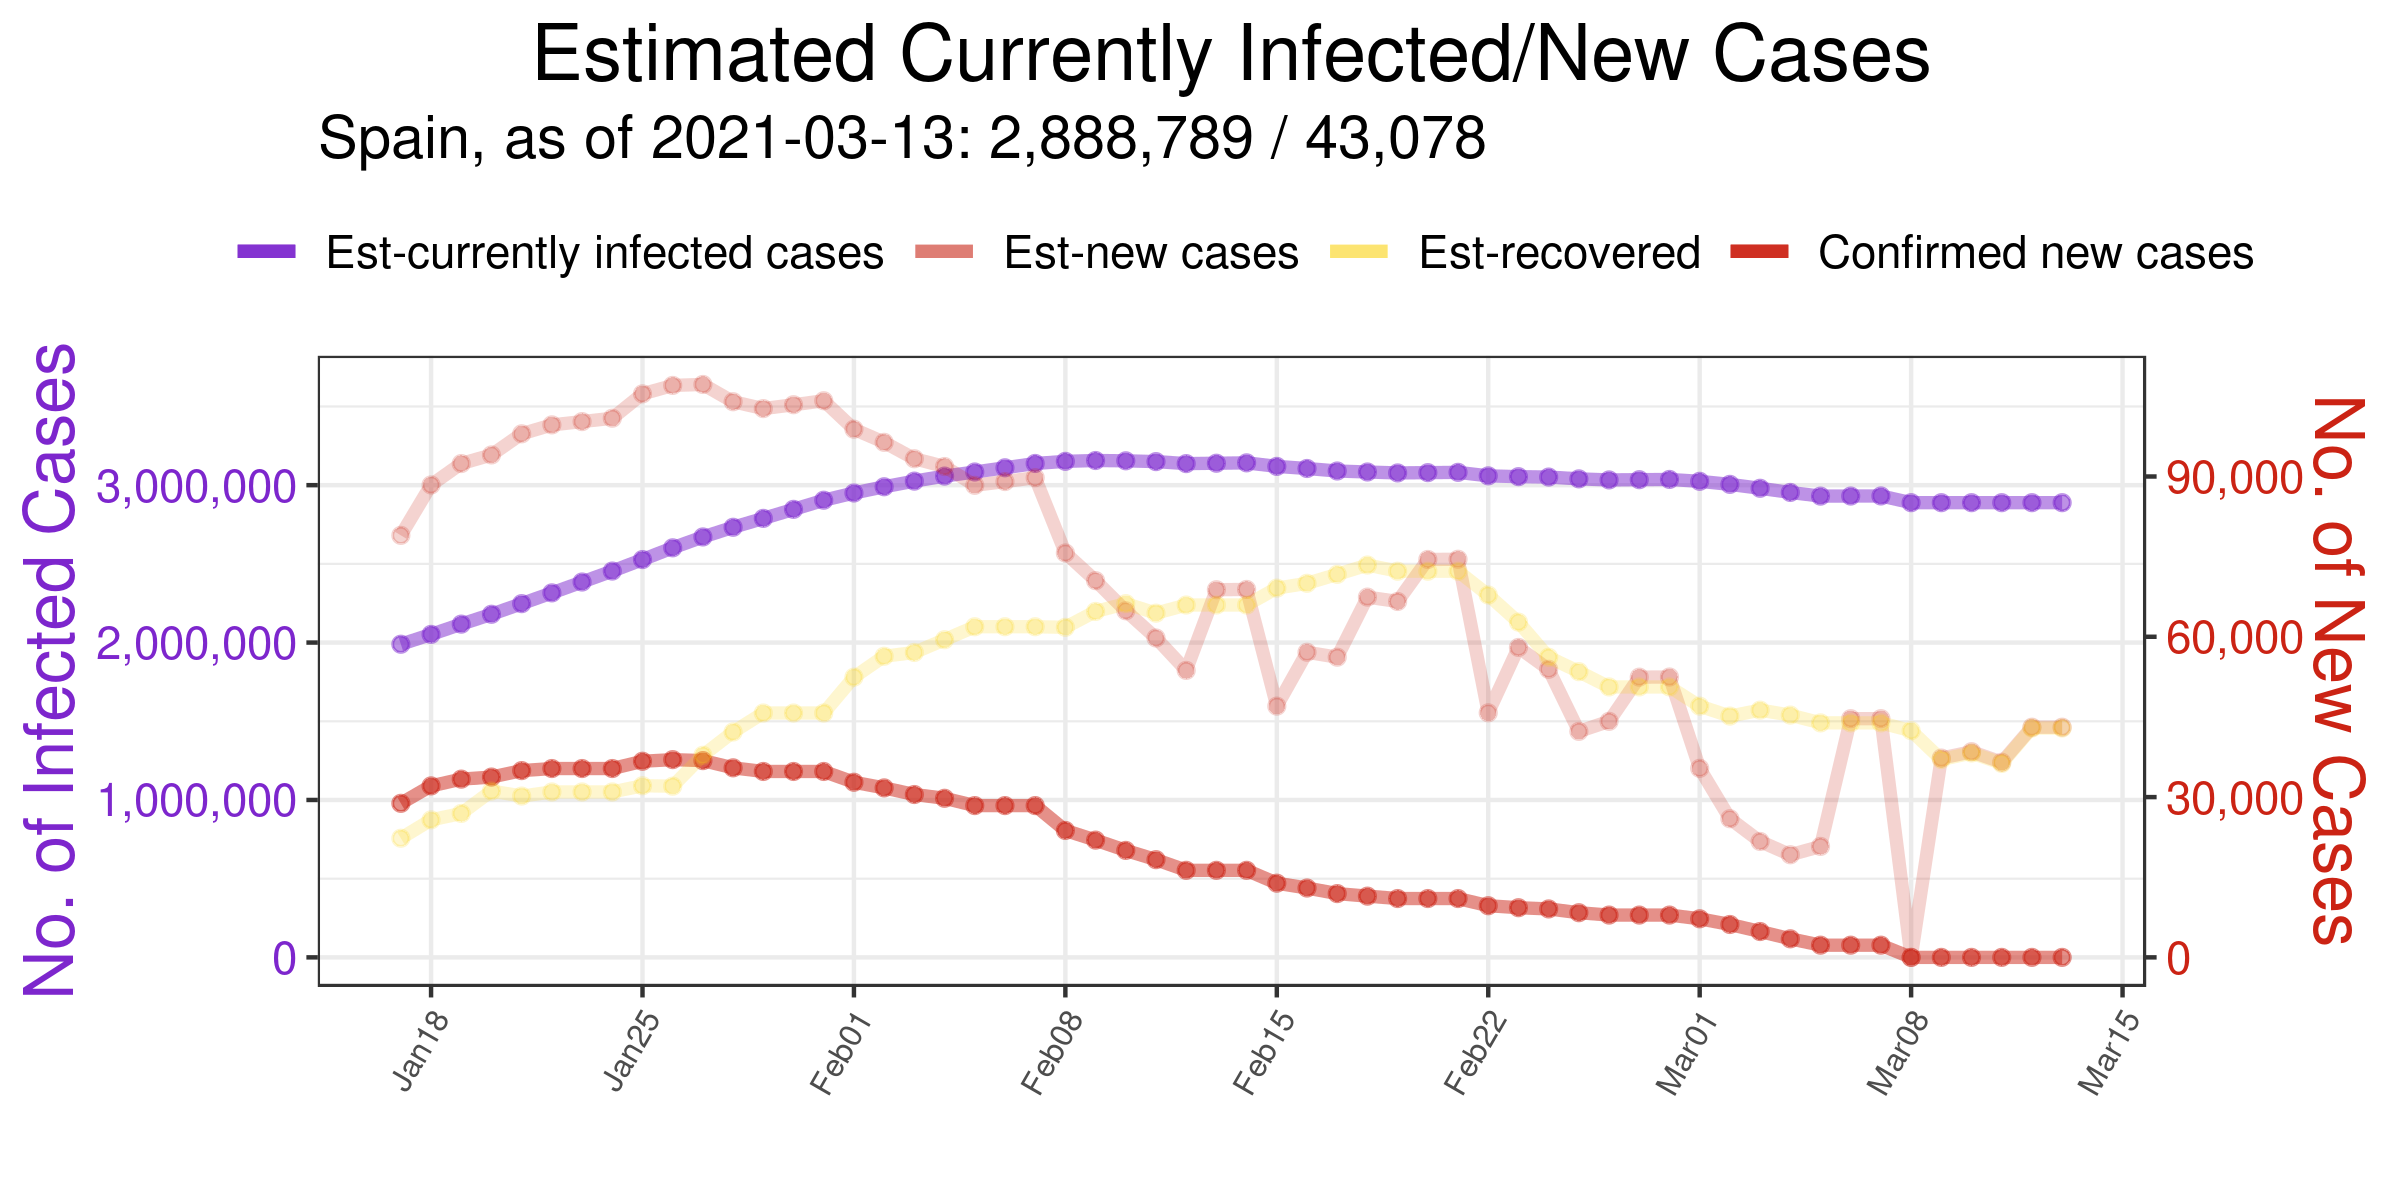 Estimated Currently Infected/New Cases
Spain, as of 2021-03-13: 2,888,789 / 43,078
Est-currently infected cases Est-new cases Est-recovered Confirmed new cases
No. of Infected Cases
3,000,000
2,000,000
1,000,000
0
90,000
60,000
30,000
0
No. of New Cases
Jan18 Jan25 Feb01 Feb08 Feb15 Feb22 Mar01 Mar08 Mar15